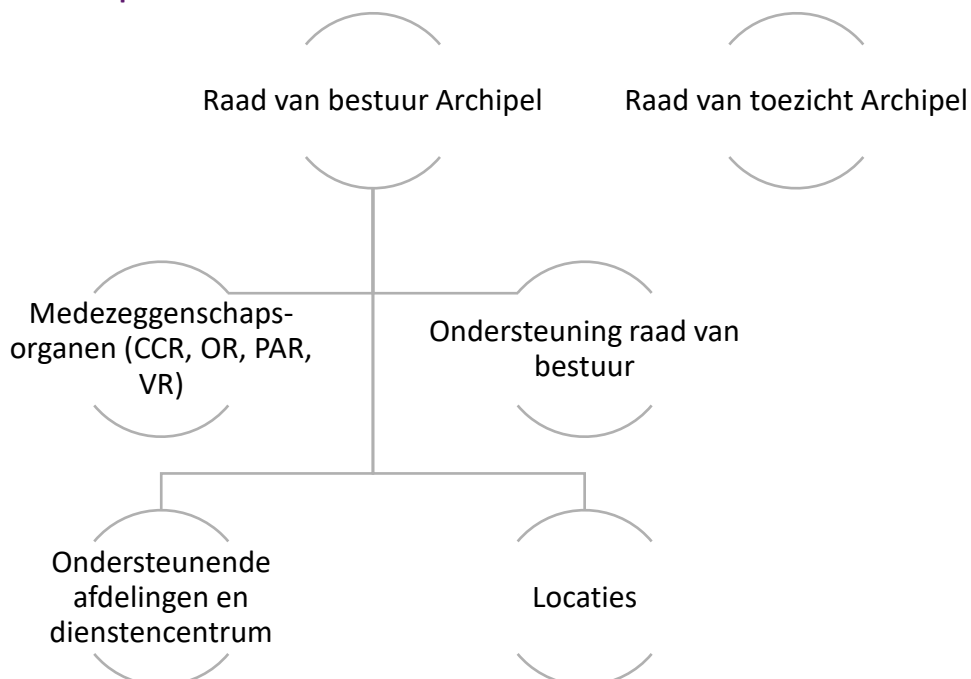 Raad van bestuur Archipel
Raad van toezicht Archipel
Medezeggenschaps-
organen (CCR, OR, PAR,
VR)
Ondersteuning raad van
bestuur
Ondersteunende
afdelingen en
dienstencentrum
Locaties